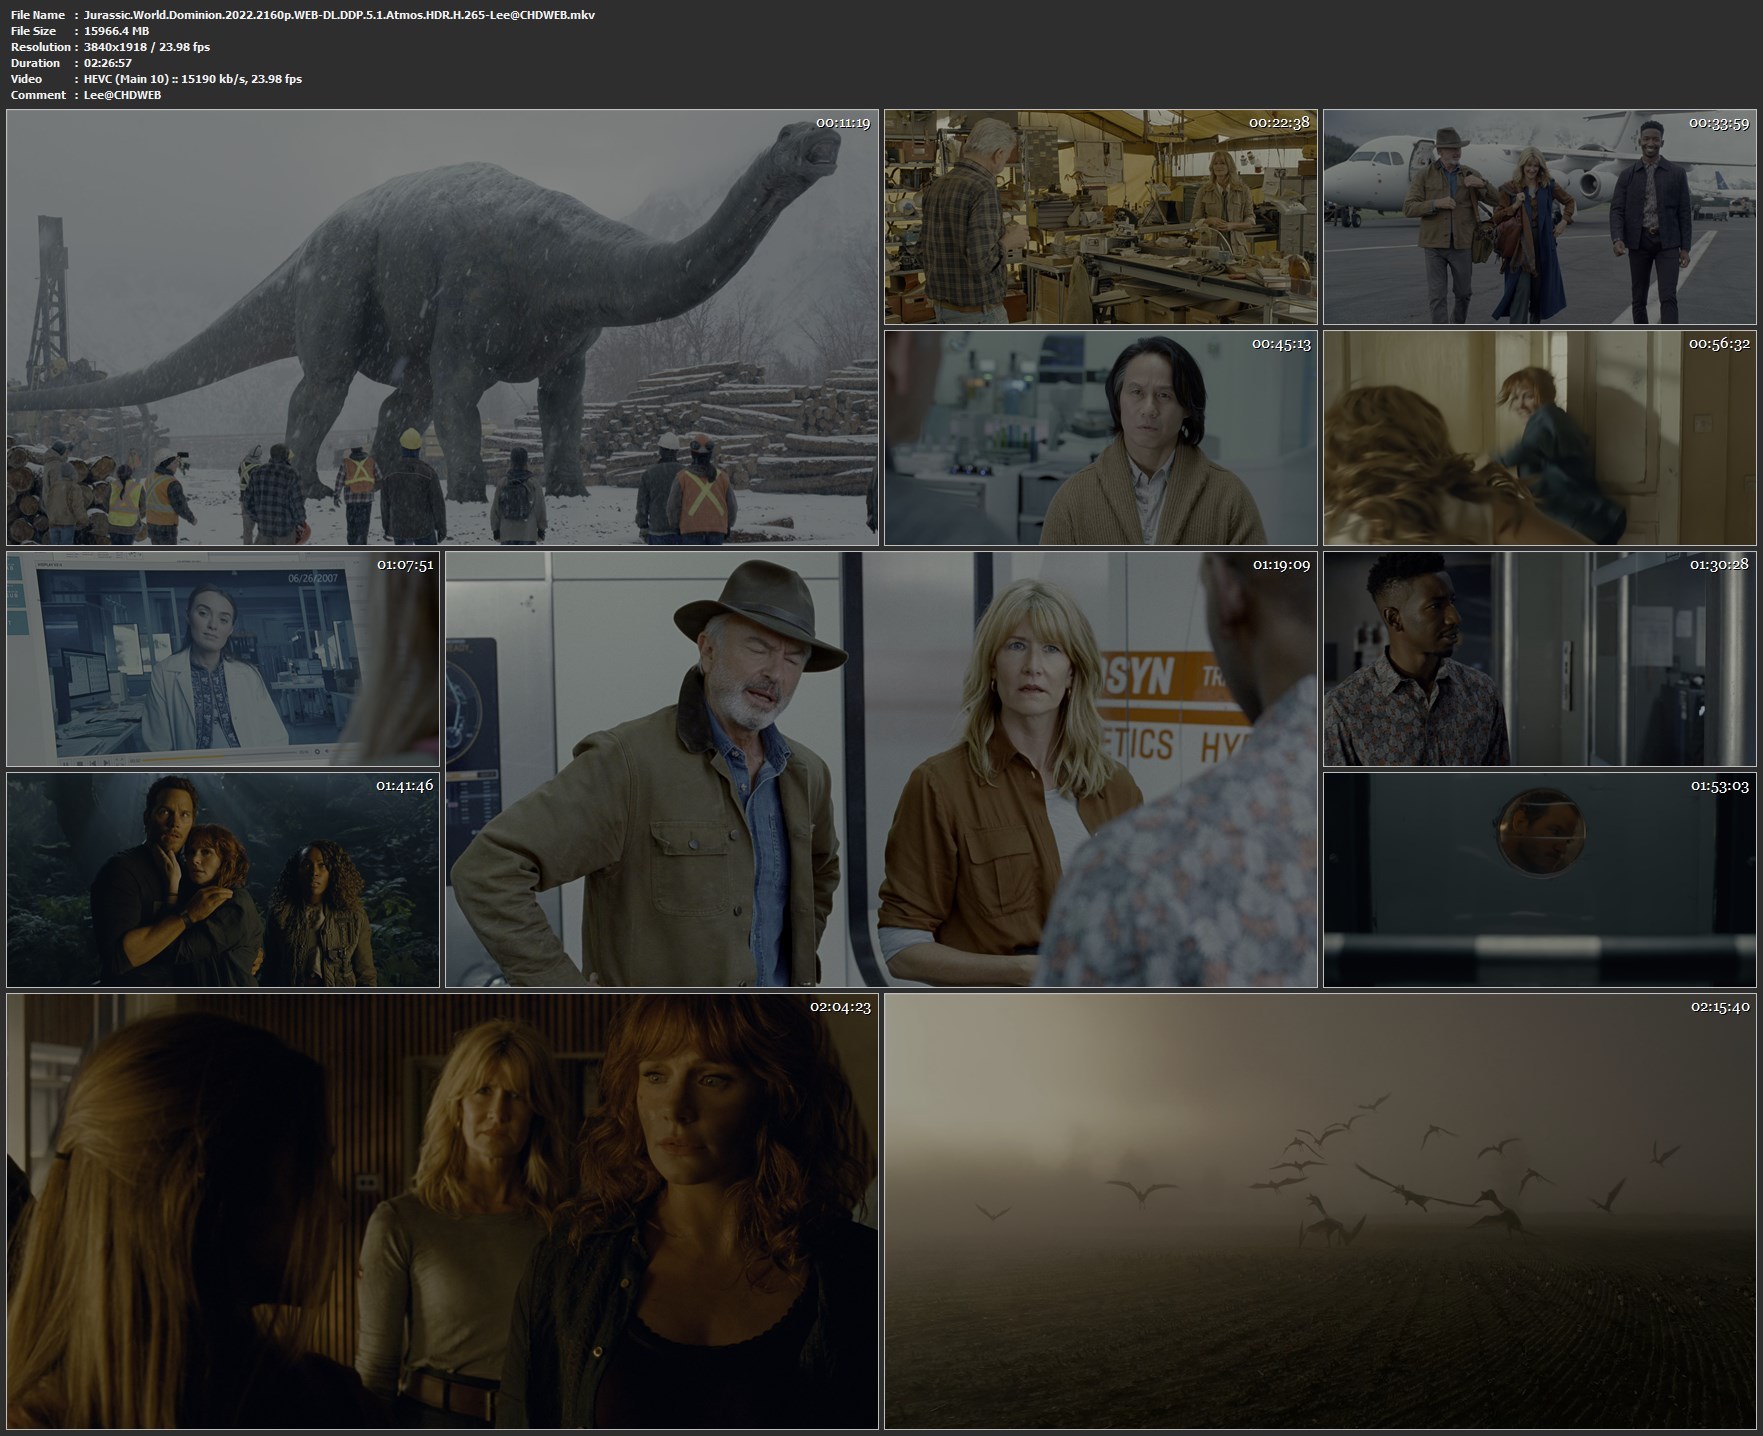 File Name : Jurassic.World.Dominion.2022.2160p.WEB-DL.DDP.5.1.Atmos.HDR.H.265-Lee@CHDWEB.mkv
File Size : 15966.4 MB
Resolution : 3840x1918 / 23.98 fps
Duration : 02:26:57
Video : HEVC (Main 10) :: 15190 kb/s, 23.98 fps
Comment : Lee@CHDWEB
00:11:19
00:22:38
00:33:59
00:45:13
00:56:32
01:07:51
06/26/2007
01:19:09
OSYN TR
ETICS HY
01:30:28
01:41:46
01:53:03
02:04:23
02:15:40